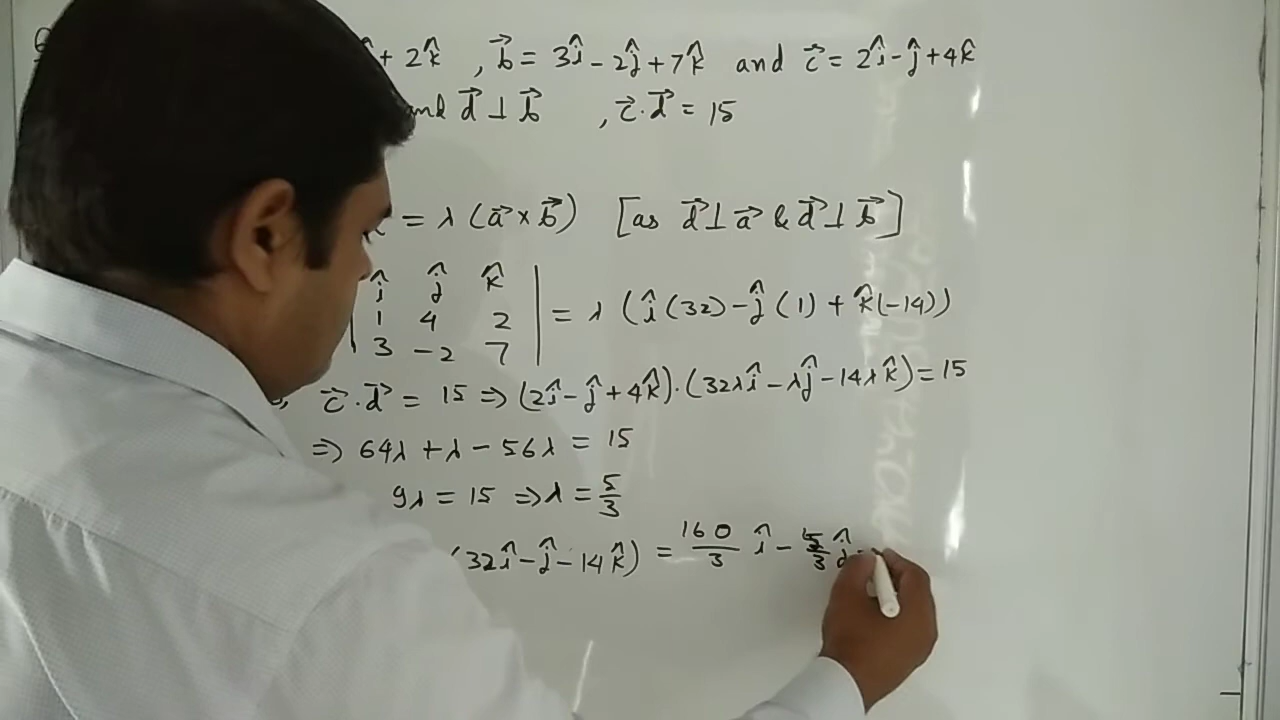 + 2k̂ , b⃗ = 3î - 2ĵ + 7k̂ and c⃗ = 2î - ĵ + 4k̂
and d⃗ ⊥ b⃗ , c⃗ . d⃗ = 15
= λ (a⃗ × b⃗) [as d⃗ ⊥ a⃗ & d⃗ ⊥ b⃗]
î ĵ k̂
1 4 2 = λ (î (32) - ĵ (1) + k̂ (-14))
3 -2 7
c⃗ . d⃗ = 15 ⇒ (2î - ĵ + 4k̂) . (32λî - λĵ - 14λk̂) = 15
⇒ 64λ + λ - 56λ = 15
9λ = 15 ⇒ λ = 5/3
(32î - ĵ - 14k̂) = 160/3 î - 5/3 ĵ -